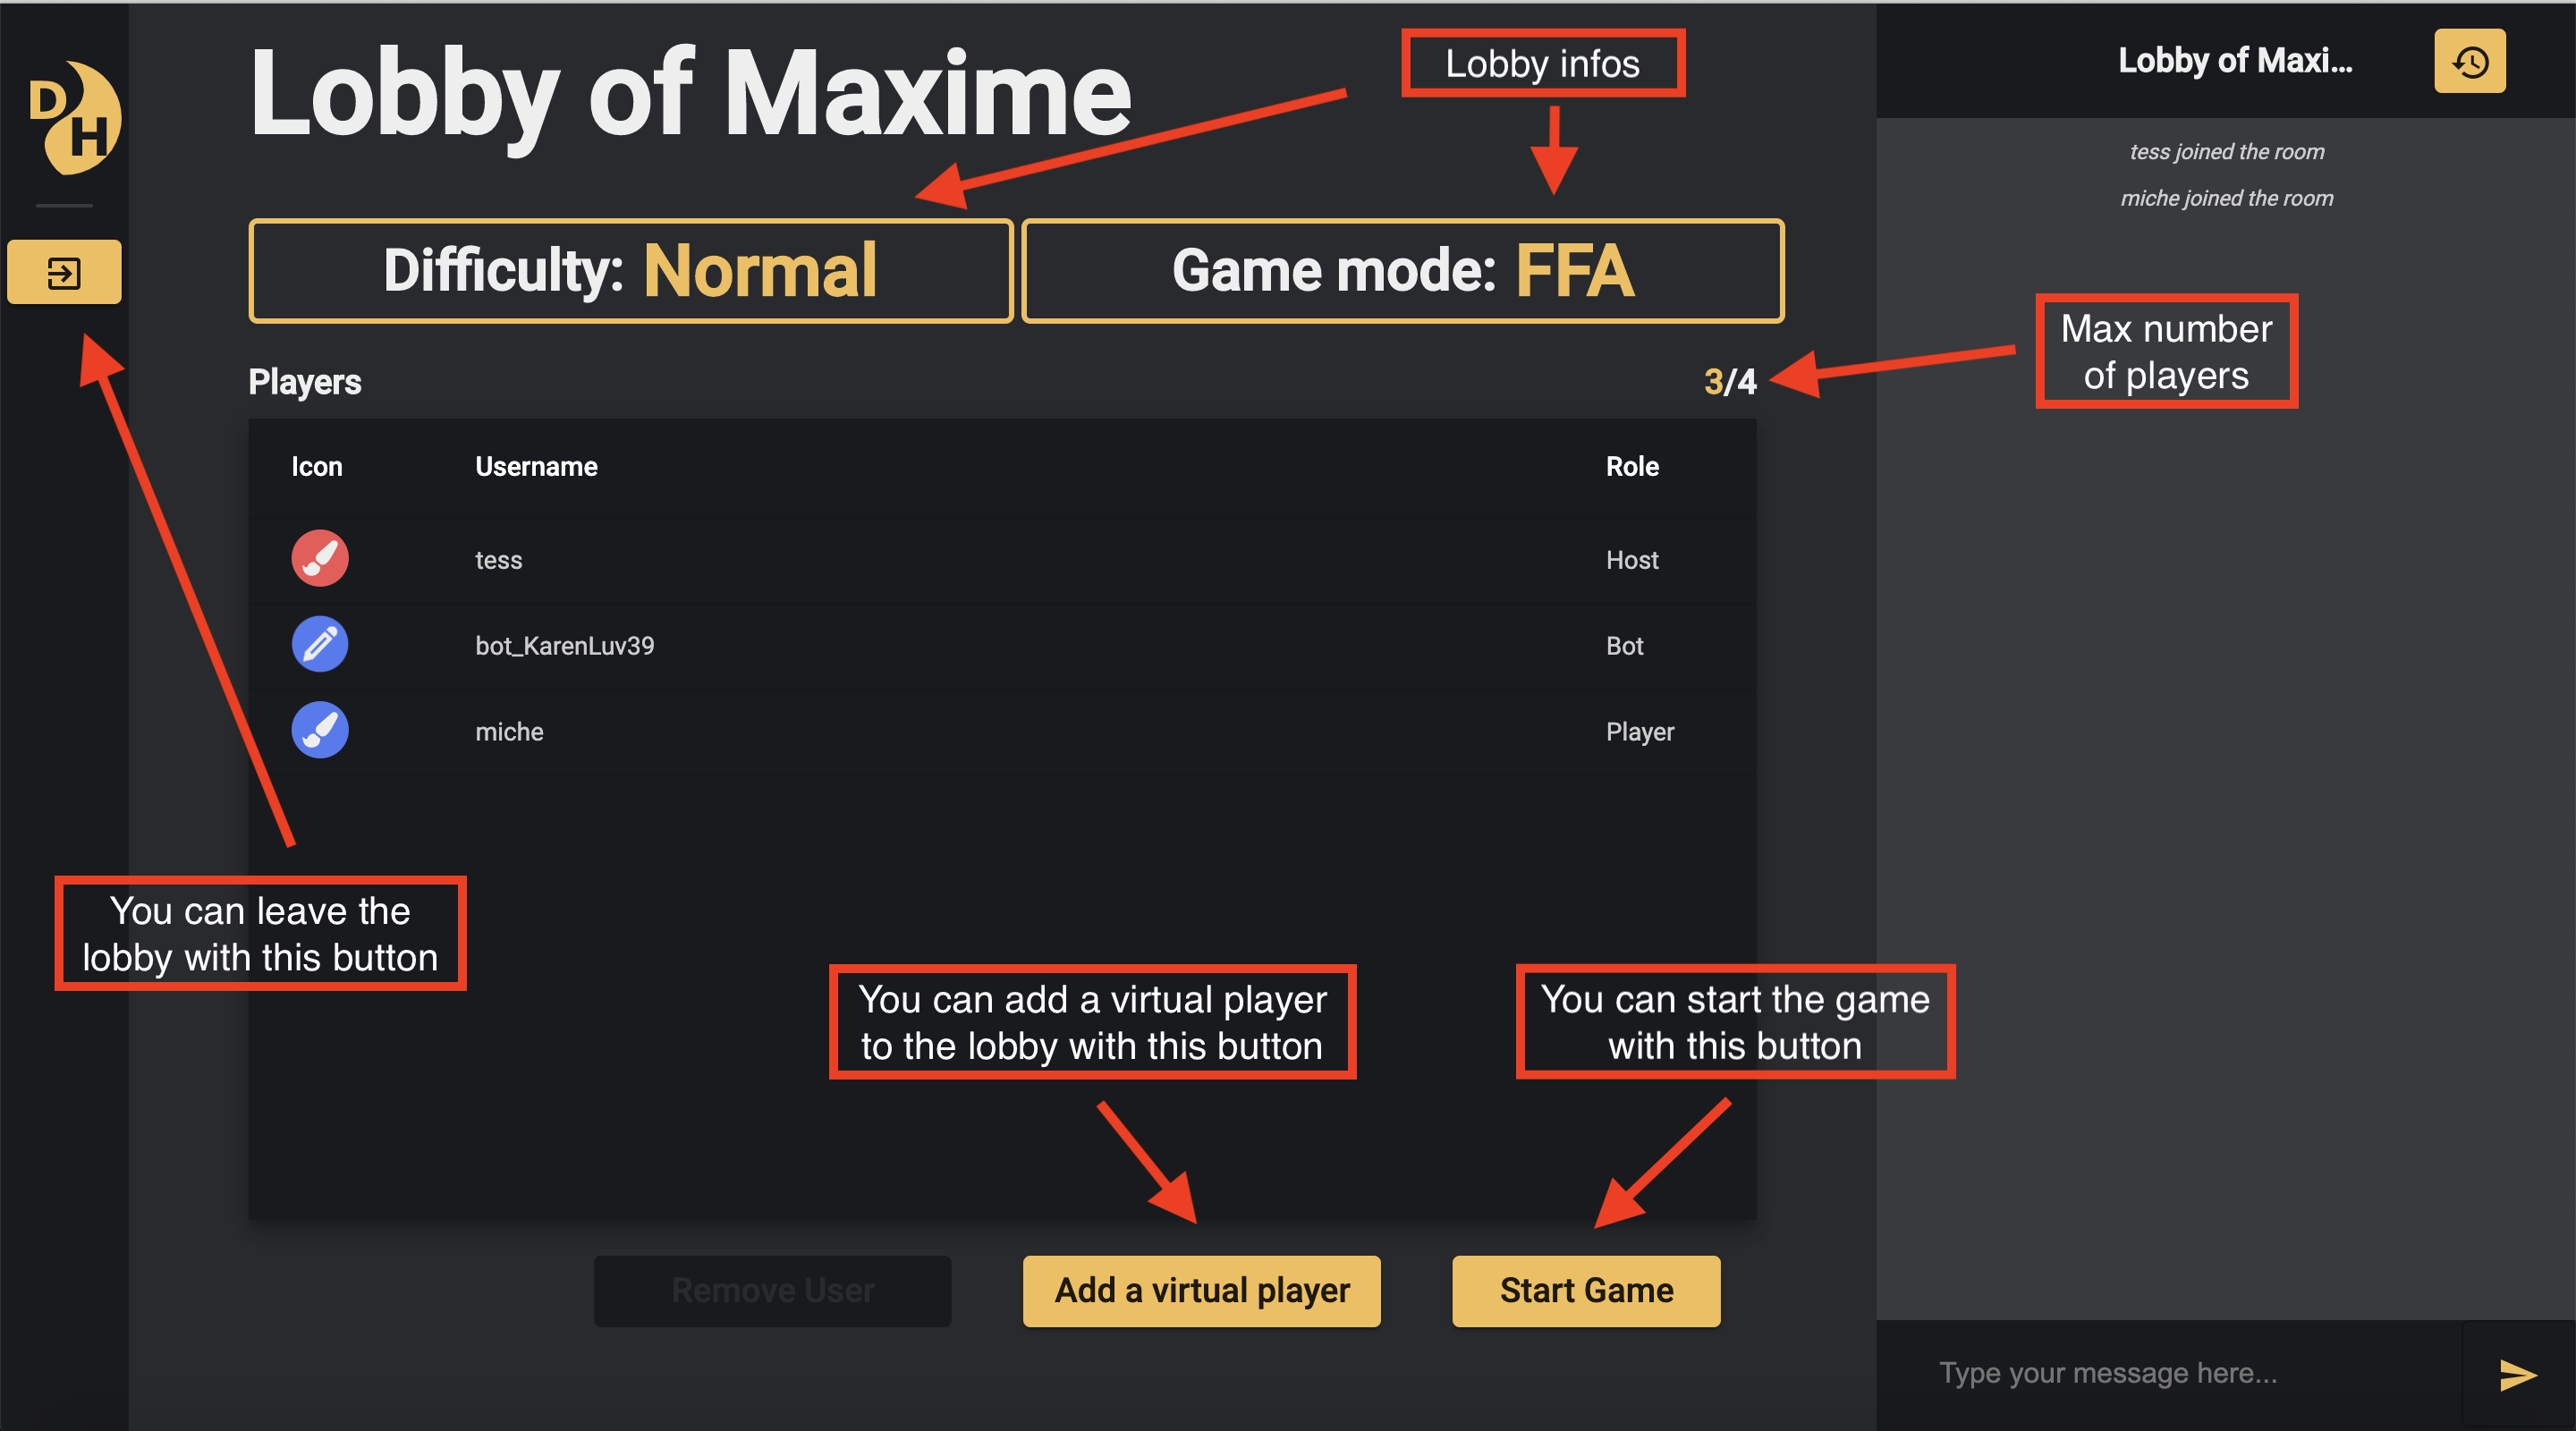 D
H
Lobby of Maxime
Lobby infos
Lobby of Maxi...
tess joined the room
miche joined the room
Difficulty: Normal
Game mode: FFA
Max number
of players
Players
3/4
Icon Username Role
tess Host
bot_KarenLuv39 Bot
miche Player
You can leave the
lobby with this button
You can add a virtual player
to the lobby with this button
You can start the game
with this button
Remove User
Add a virtual player
Start Game
Type your message here...